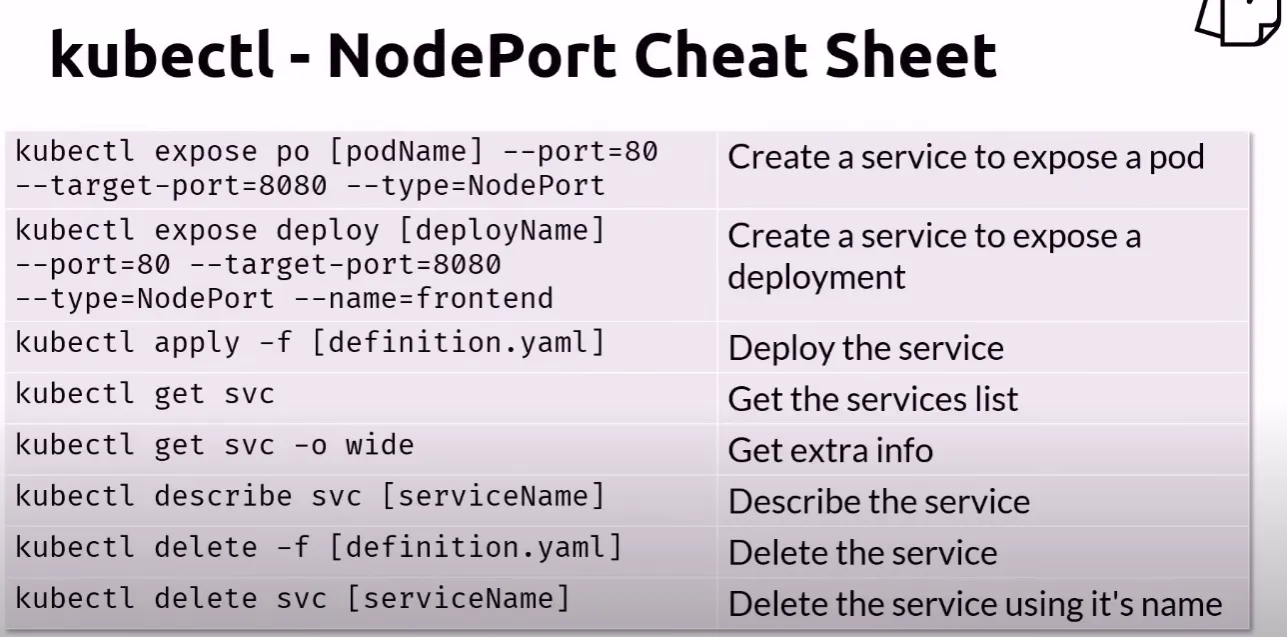 kubectl - NodePort Cheat Sheet
kubectl expose po [podName] --port=80
--target-port=8080 --type=NodePort
Create a service to expose a pod
kubectl expose deploy [deployName]
--port=80 --target-port=8080
--type=NodePort --name=frontend
Create a service to expose a
deployment
kubectl apply -f [definition.yaml]
Deploy the service
kubectl get svc
Get the services list
kubectl get svc -o wide
Get extra info
kubectl describe svc [serviceName]
Describe the service
kubectl delete -f [definition.yaml]
Delete the service
kubectl delete svc [serviceName]
Delete the service using it's name